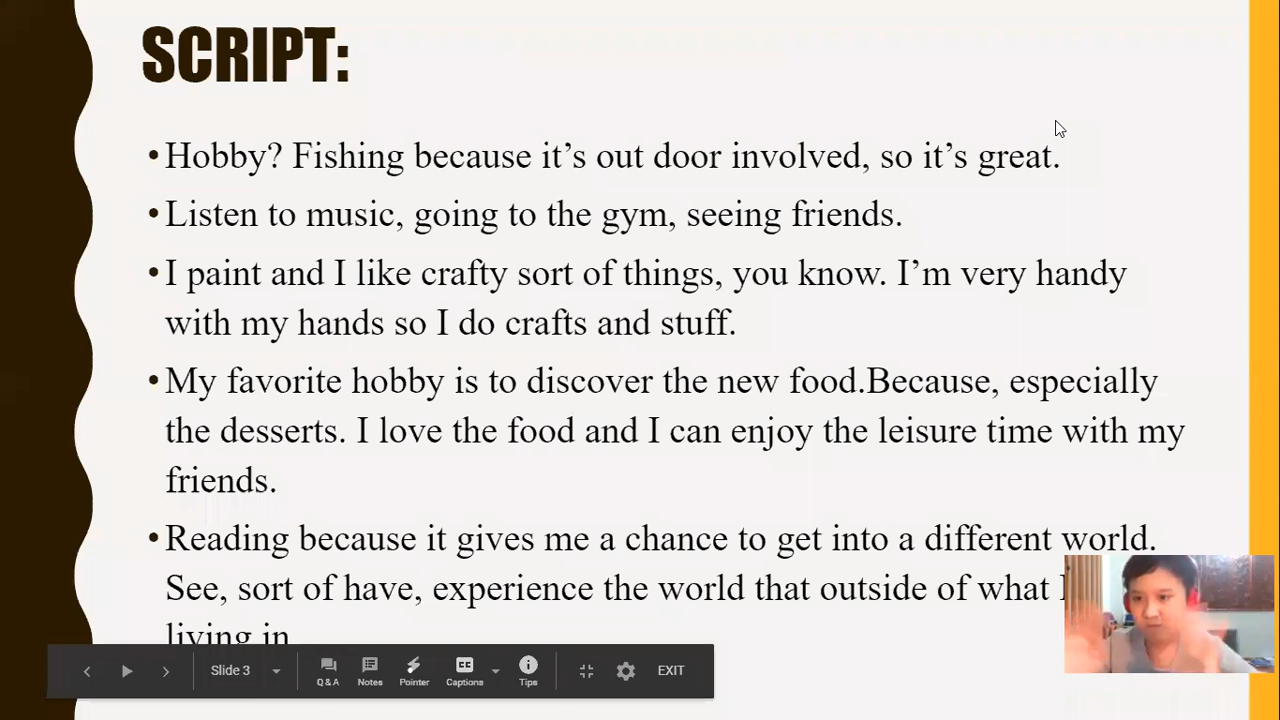 SCRIPT:
•Hobby? Fishing because it’s out door involved, so it’s great.
•Listen to music, going to the gym, seeing friends.
•I paint and I like crafty sort of things, you know. I’m very handy
with my hands so I do crafts and stuff.
•My favorite hobby is to discover the new food.Because, especially
the desserts. I love the food and I can enjoy the leisure time with my
friends.
•Reading because it gives me a chance to get into a different world.
See, sort of have, experience the world that outside of what
living in
Slide 3 Q&A Notes Pointer CC Captions Tips EXIT